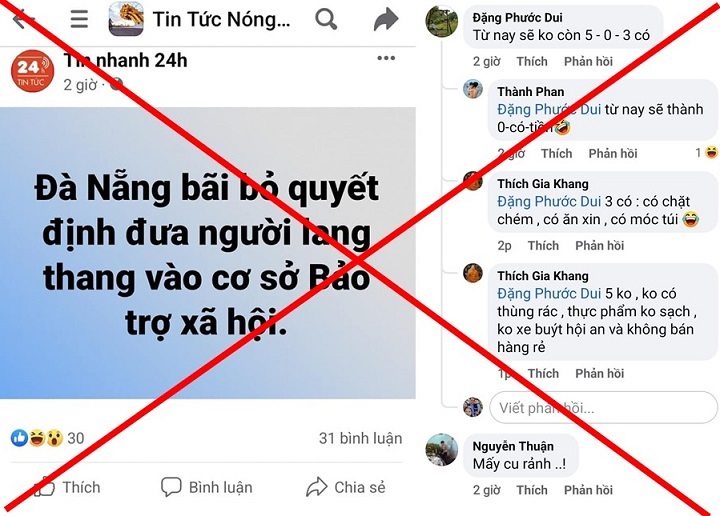 Tin Tức Nóng...
24
TIN TỨC
Tin nhanh 24h
2 giờ ·
Đà Nẵng bãi bỏ quyết
định đưa người lang
thang vào cơ sở Bảo
trợ xã hội.
30
31 bình luận
Thích
Bình luận
Chia sẻ
Đặng Phước Dui
Từ nay sẽ ko còn 5 - 0 - 3 có
2 giờ Thích Phản hồi
Thành Phan
Đặng Phước Dui từ nay sẽ thành
0-có-tiền
2 giờ Thích Phản hồi 1
Thích Gia Khang
Đặng Phước Dui 3 có : có chặt
chém , có ăn xin , có móc túi
2p Thích Phản hồi
Thích Gia Khang
Đặng Phước Dui 5 ko , ko có
thùng rác , thực phẩm ko sạch ,
ko xe buýt hội an và không bán
hàng rẻ
1p Thích Phản hồi
Viết phản hồi...
Nguyễn Thuận
Mấy cu rảnh ..!
2 giờ Thích Phản hồi